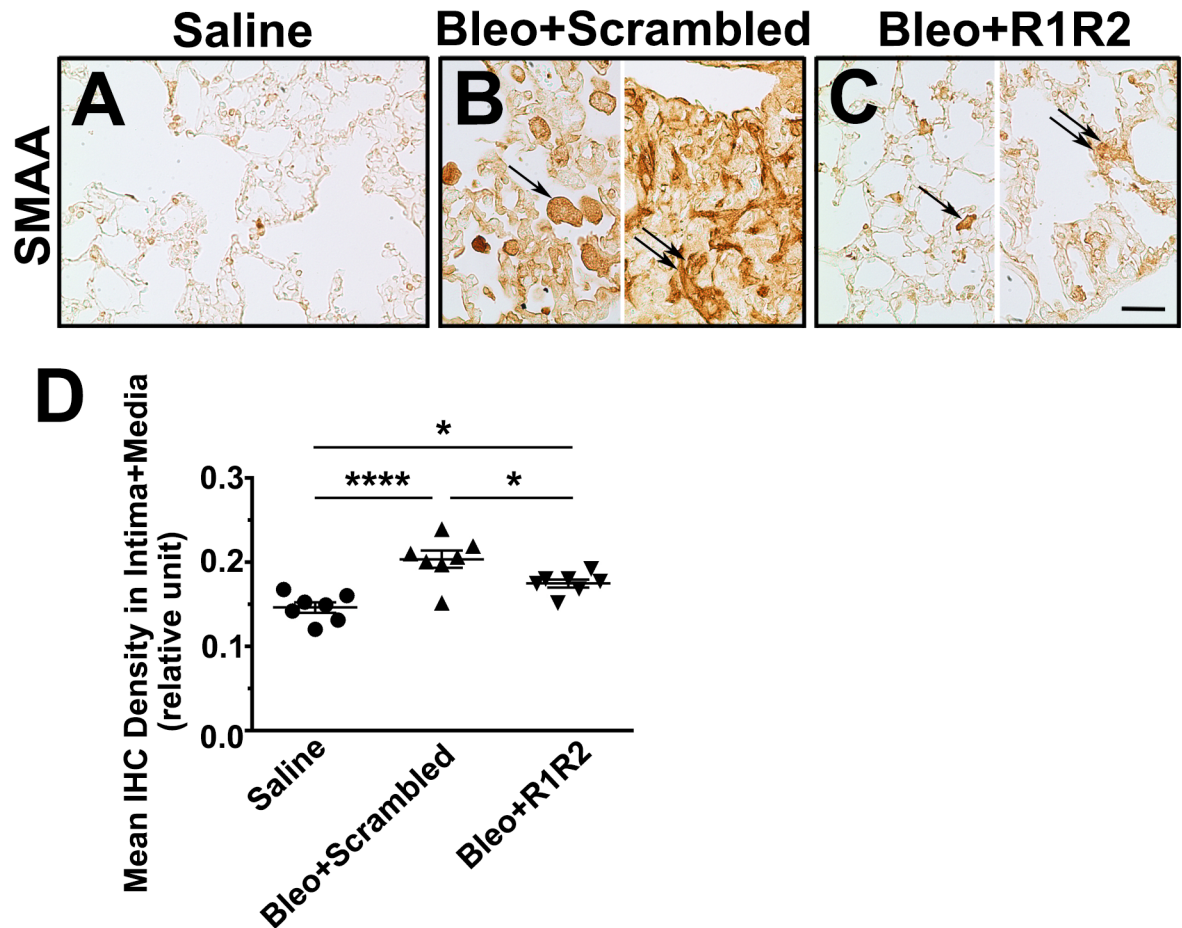 Saline
Bleo+Scrambled
Bleo+R1R2
SMAA
A
B
C
D
Mean IHC Density in Intima+Media
(relative unit)
*
****
*
0.3
0.2
0.1
0.0
Saline
Bleo+Scrambled
Bleo+R1R2